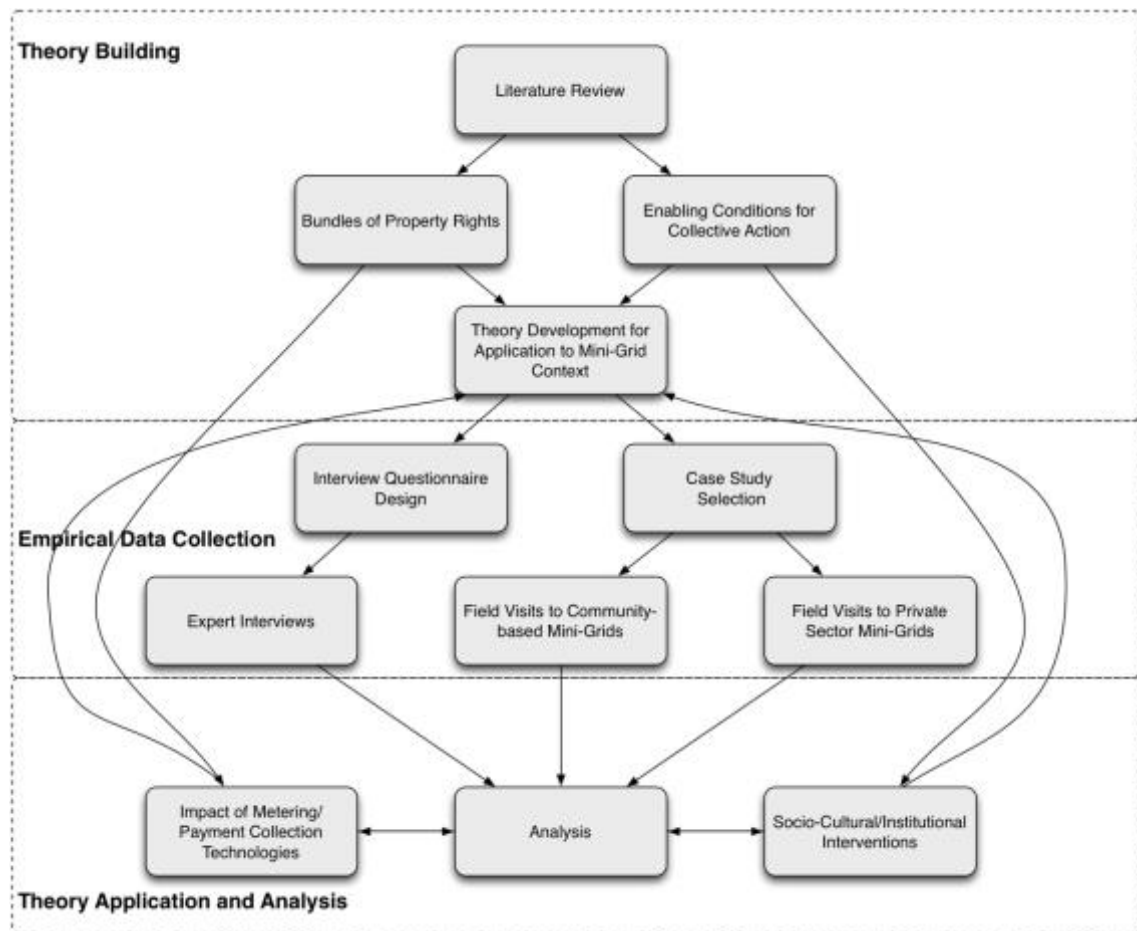 Theory Building
Literature Review
Bundles of Property Rights
Enabling Conditions for
Collective Action
Theory Development for
Application to Mini-Grid
Context
Interview Questionnaire
Design
Case Study
Selection
Empirical Data Collection
Expert Interviews
Field Visits to Community-
based Mini-Grids
Field Visits to Private
Sector Mini-Grids
Impact of Metering/
Payment Collection
Technologies
Analysis
Socio-Cultural/Institutional
Interventions
Theory Application and Analysis